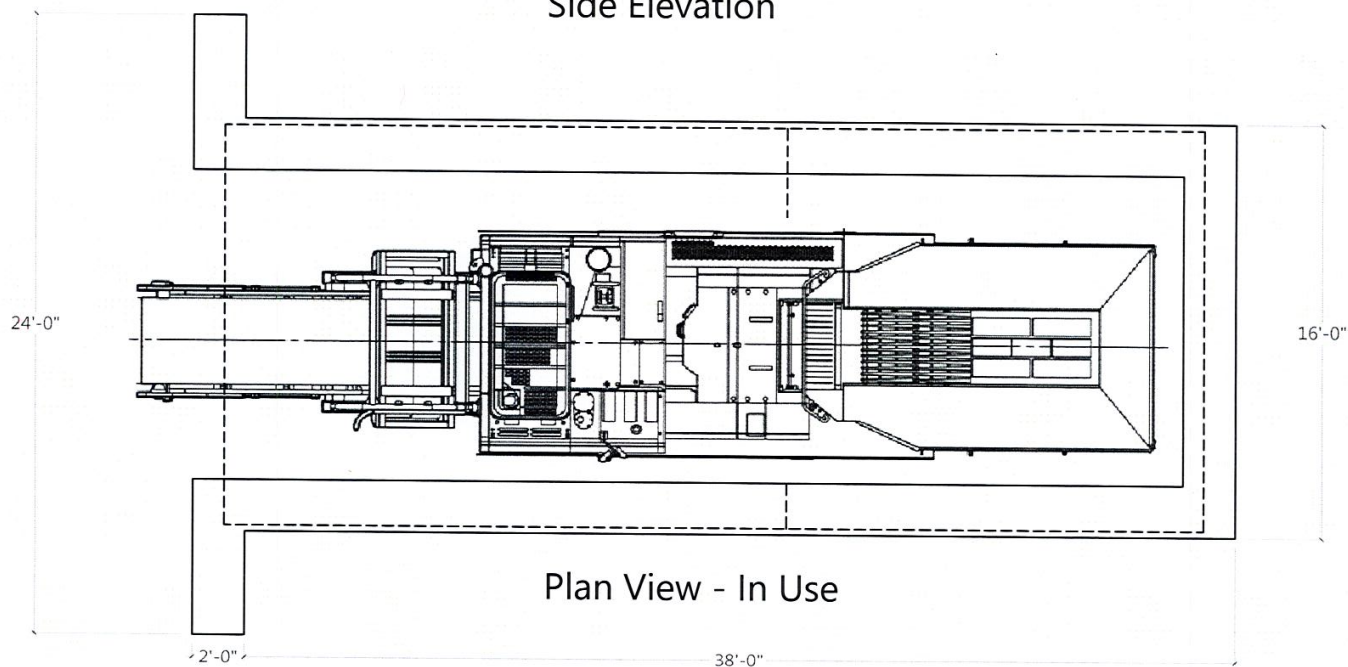 Side Elevation
24'-0"
16'-0"
Plan View - In Use
2'-0"
38'-0"